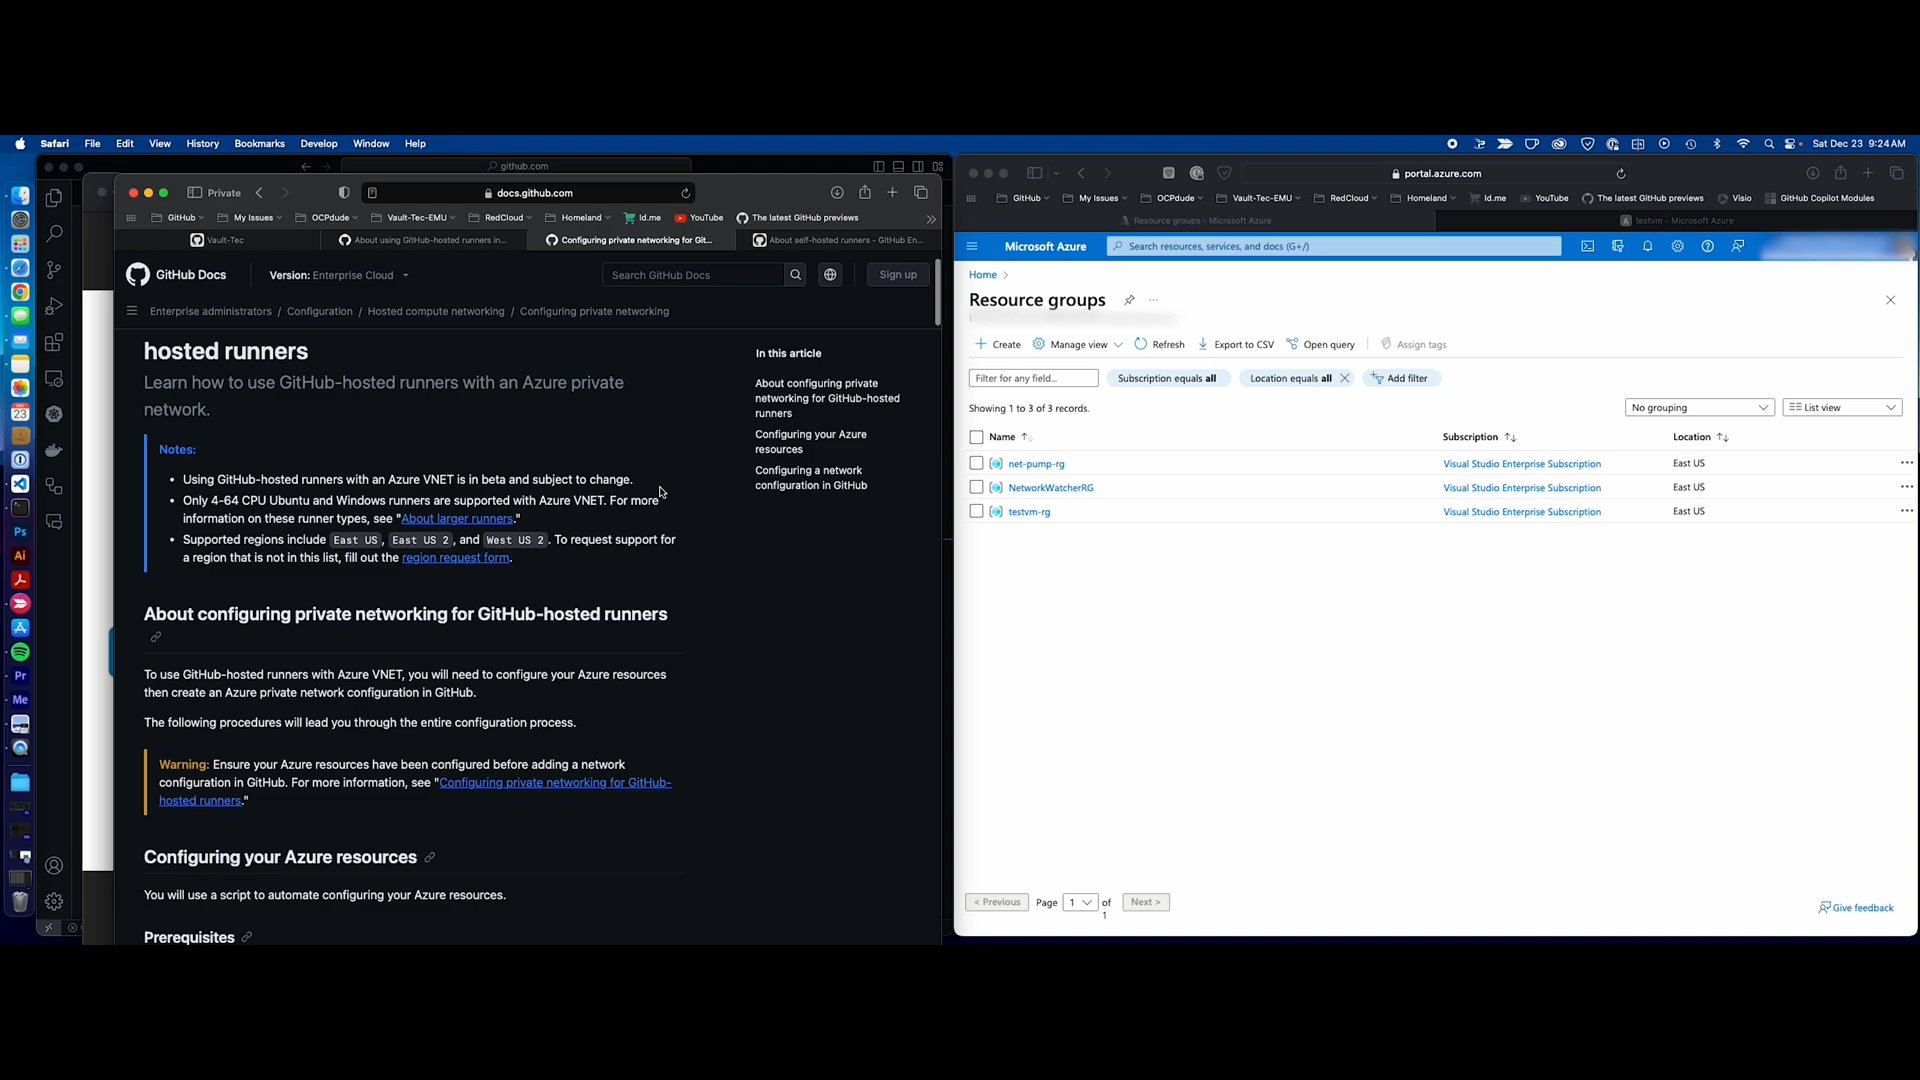 Safari File Edit View History Bookmarks Develop Window Help
Sat Dec 23 9:24 AM
github.com
Private
docs.github.com
GitHub
My Issues
OCPdude
Vault-Tec-EMU
RedCloud
Homeland
Id.me
YouTube
The latest GitHub previews
Vault-Tec
About using GitHub-hosted runners in...
Configuring private networking for Git...
About self-hosted runners - GitHub En...
GitHub Docs
Version: Enterprise Cloud
Search GitHub Docs
Sign up
Enterprise administrators / Configuration / Hosted compute networking / Configuring private networking
hosted runners
Learn how to use GitHub-hosted runners with an Azure private
network.
Notes:
• Using GitHub-hosted runners with an Azure VNET is in beta and subject to change.
• Only 4-64 CPU Ubuntu and Windows runners are supported with Azure VNET. For more
information on these runner types, see "About larger runners."
• Supported regions include East US, East US 2, and West US 2. To request support for
a region that is not in this list, fill out the region request form.
About configuring private networking for GitHub-hosted runners
To use GitHub-hosted runners with Azure VNET, you will need to configure your Azure resources
then create an Azure private network configuration in GitHub.
The following procedures will lead you through the entire configuration process.
Warning: Ensure your Azure resources have been configured before adding a network
configuration in GitHub. For more information, see "Configuring private networking for GitHub-
hosted runners."
Configuring your Azure resources
You will use a script to automate configuring your Azure resources.
Prerequisites
In this article
About configuring private
networking for GitHub-hosted
runners
Configuring your Azure
resources
Configuring a network
configuration in GitHub
23
Ps
Ai
Pr
Me
portal.azure.com
GitHub
My Issues
OCPdude
Vault-Tec-EMU
RedCloud
Homeland
Id.me
YouTube
The latest GitHub previews
Visio
GitHub Copilot Modules
Resource groups - Microsoft Azure
testvm - Microsoft Azure
Microsoft Azure
Search resources, services, and docs (G+/)
Home >
Resource groups
Create
Manage view
Refresh
Export to CSV
Open query
Assign tags
Filter for any field...
Subscription equals all
Location equals all
Add filter
Showing 1 to 3 of 3 records.
No grouping
List view
Name
Subscription
Location
net-pump-rg
Visual Studio Enterprise Subscription
East US
NetworkWatcherRG
Visual Studio Enterprise Subscription
East US
testvm-rg
Visual Studio Enterprise Subscription
East US
< Previous
Page 1 of
1
Next >
Give feedback